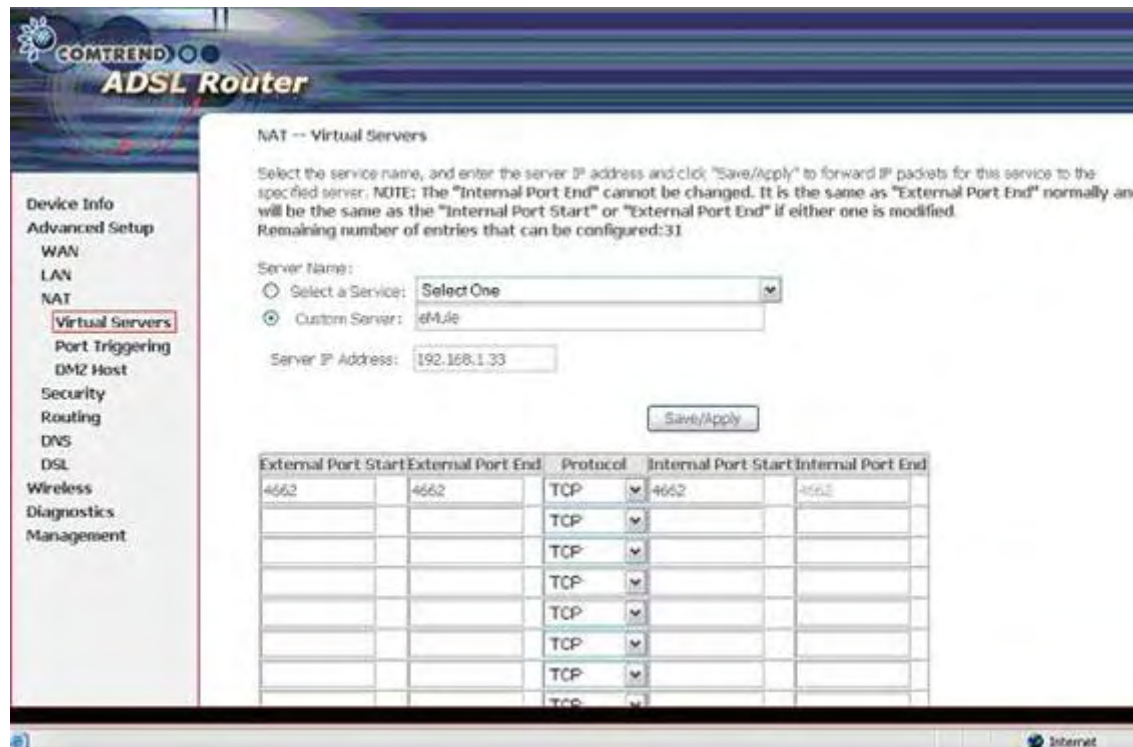 COMTREND
ADSL Router
NAT -- Virtual Servers
Select the service name, and enter the server IP address and click "Save/Apply" to forward IP packets for this service to the
specified server. NOTE: The "Internal Port End" cannot be changed. It is the same as "External Port End" normally and
will be the same as the "Internal Port Start" or "External Port End" if either one is modified.
Remaining number of entries that can be configured:31
Device Info
Advanced Setup
WAN
LAN
NAT
Virtual Servers
Port Triggering
DMZ Host
Security
Routing
DNS
DSL
Wireless
Diagnostics
Management
Server Name:
Select a Service: Select One
Custom Server: eMule
Server IP Address: 192.168.1.33
Save/Apply
External Port Start External Port End Protocol Internal Port Start Internal Port End
4662 4662 TCP 4662 4662
TCP
TCP
TCP
TCP
TCP
TCP
TCP
Internet